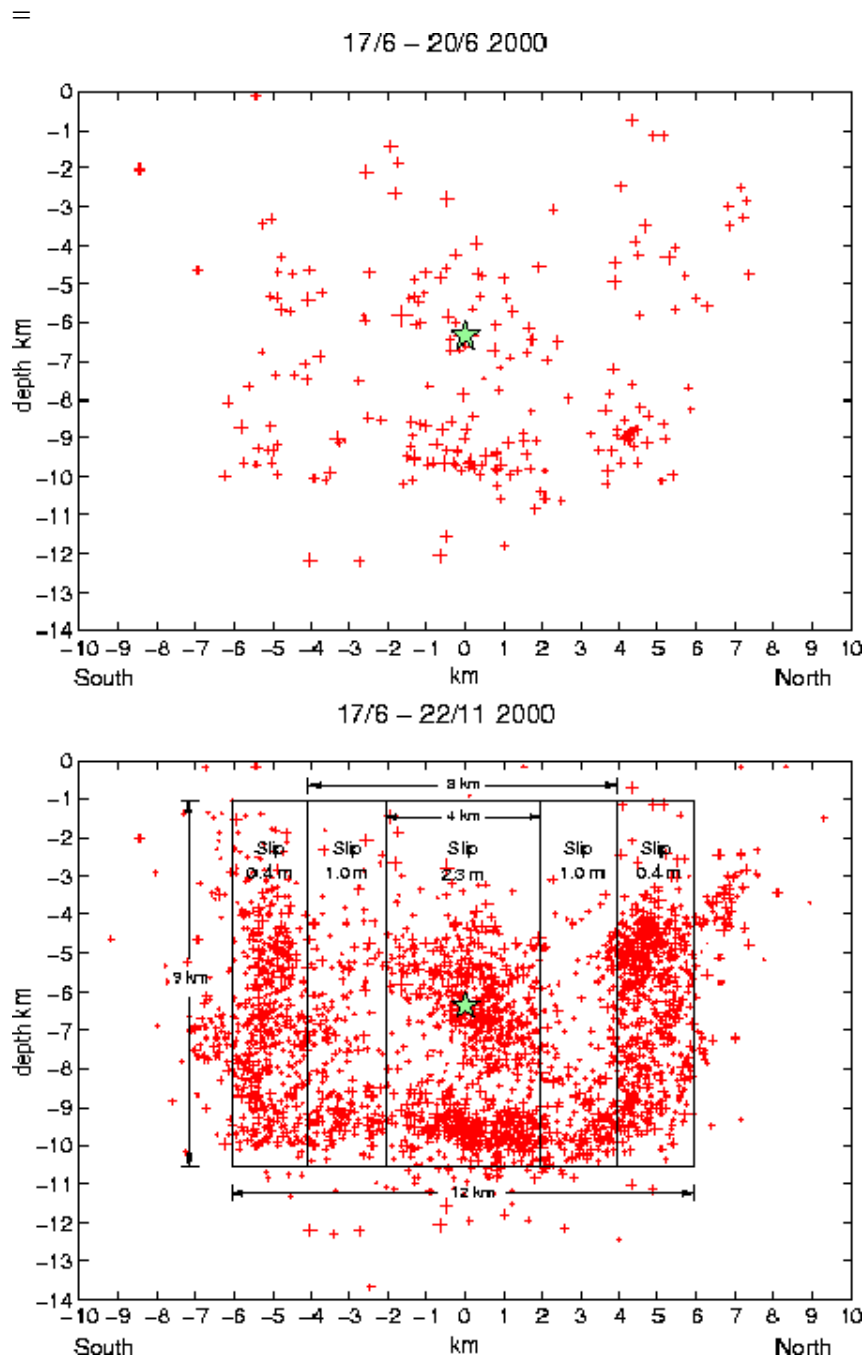 =
17/6 – 20/6 2000
0
-1
-2
-3
-4
-5
-6
-7
-8
-9
-10
-11
-12
-13
-14
depth km
-10 -9 -8 -7 -6 -5 -4 -3 -2 -1 0 1 2 3 4 5 6 7 8 9 10
South km North
17/6 – 22/11 2000
0
-1
-2
-3
-4
-5
-6
-7
-8
-9
-10
-11
-12
-13
-14
depth km
8 km
4 km
Slip Slip Slip Slip Slip
0.4 m 1.0 m 2.3 m 1.0 m 0.4 m
9 km
12 km
-10 -9 -8 -7 -6 -5 -4 -3 -2 -1 0 1 2 3 4 5 6 7 8 9 10
South km North